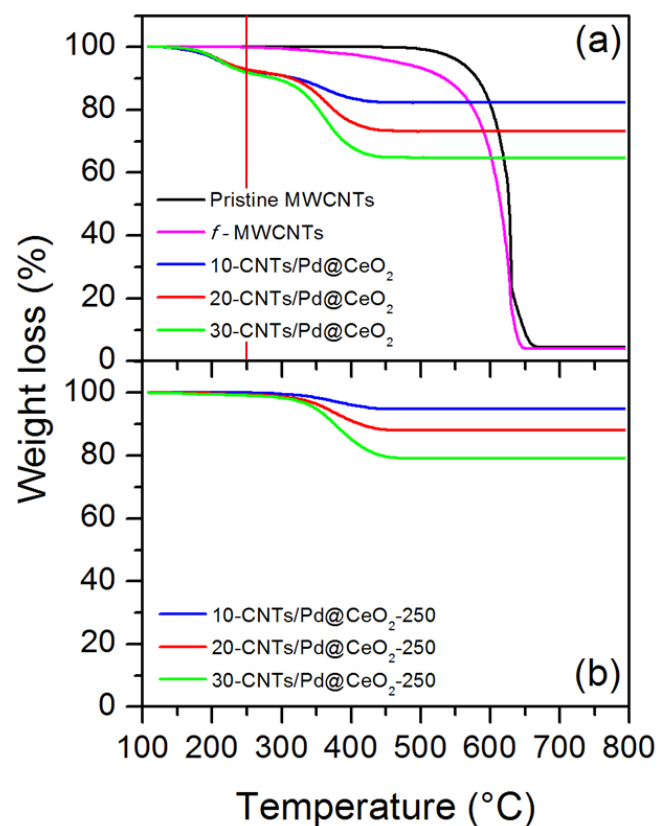 Weight loss (%)
(a)
100
80
60
40
20
0
Pristine MWCNTs
f - MWCNTs
10-CNTs/Pd@CeO₂
20-CNTs/Pd@CeO₂
30-CNTs/Pd@CeO₂
100
80
60
40
20
0
10-CNTs/Pd@CeO₂-250
20-CNTs/Pd@CeO₂-250
30-CNTs/Pd@CeO₂-250
(b)
100 200 300 400 500 600 700 800
Temperature (°C)